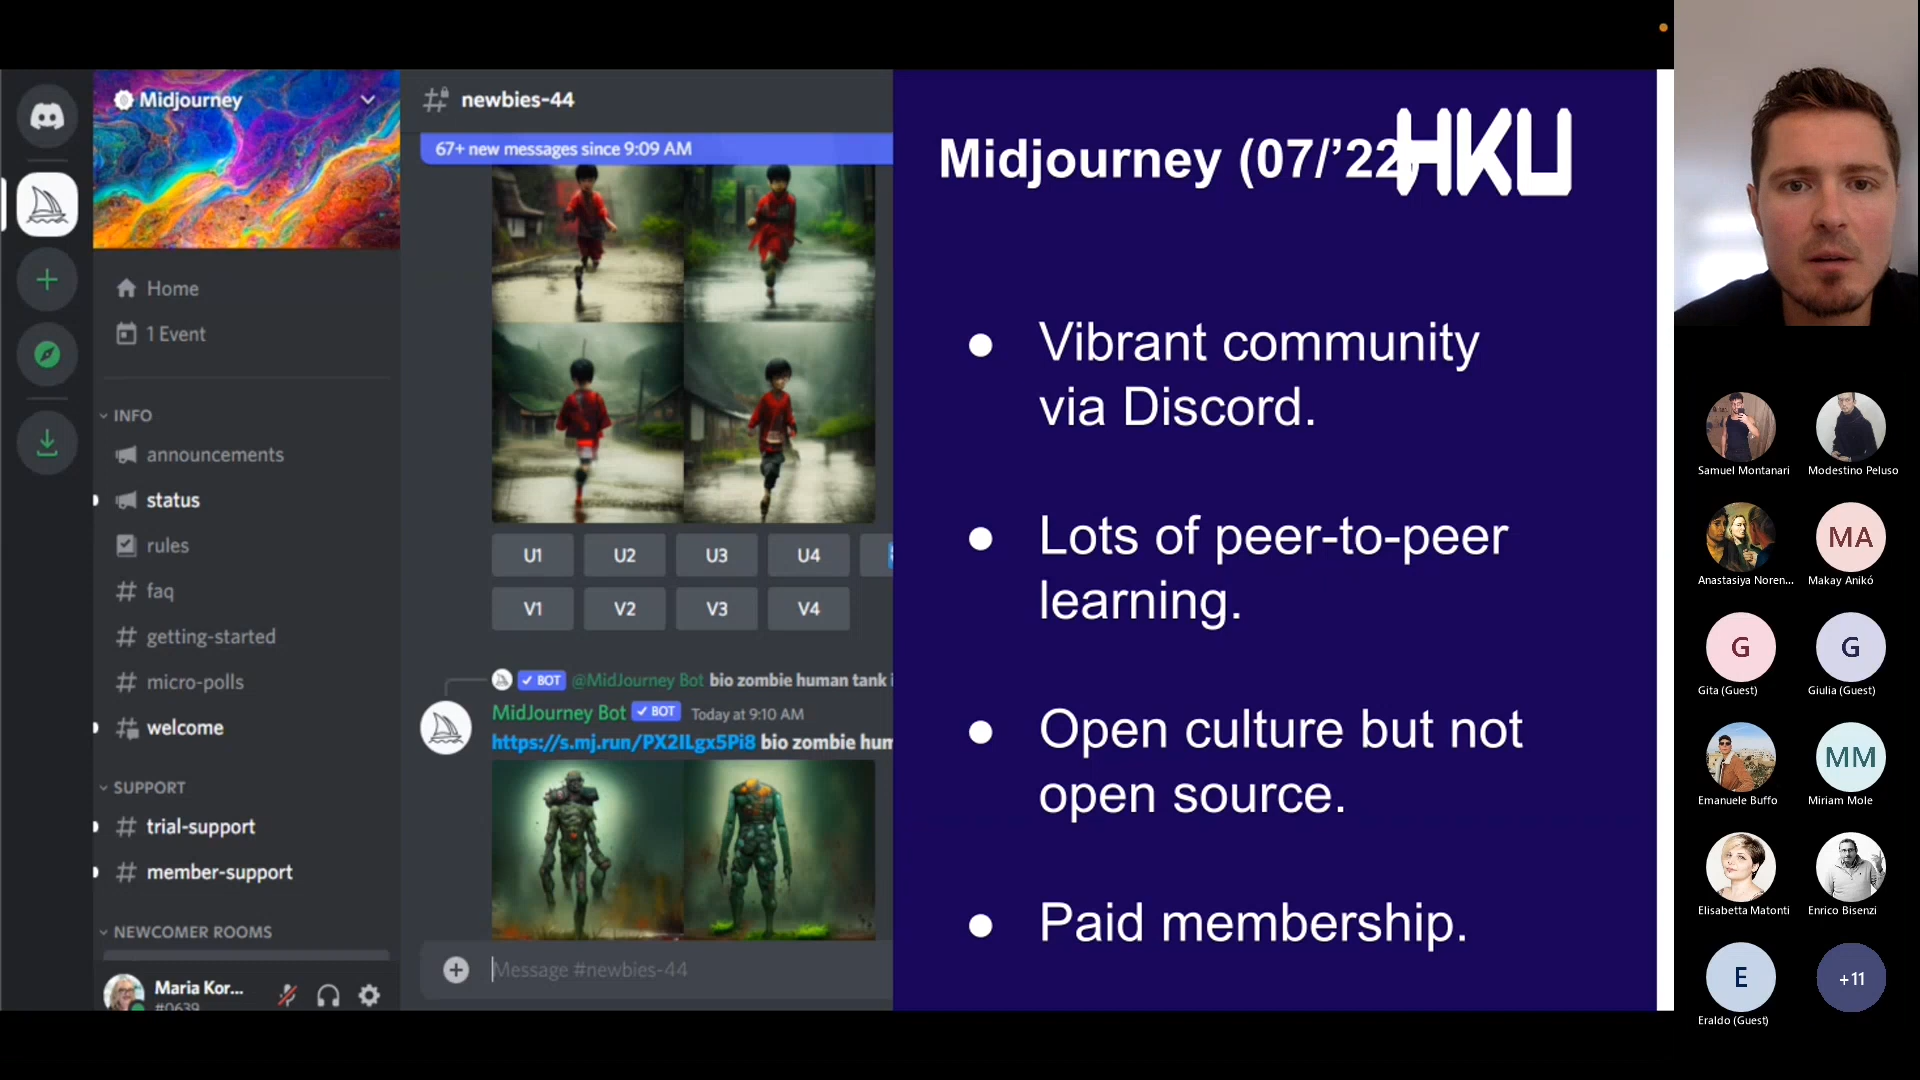 Midjourney
Home
1 Event
INFO
announcements
status
rules
faq
getting-started
micro-polls
welcome
SUPPORT
trial-support
member-support
NEWCOMER ROOMS
Maria Kor...
#0639
newbies-44
67+ new messages since 9:09 AM
U1 U2 U3 U4
V1 V2 V3 V4
BOT @MidJourney Bot bio zombie human tank
MidJourney Bot BOT Today at 9:10 AM
https://s.mj.run/PX2ILgx5Pi8 bio zombie hum
Message #newbies-44
Midjourney (07/'22
HKU
● Vibrant community
via Discord.
● Lots of peer-to-peer
learning.
● Open culture but not
open source.
● Paid membership.
Samuel Montanari
Modestino Peluso
Anastasiya Noren...
MA
Makay Anikó
G
Gita (Guest)
G
Giulia (Guest)
Emanuele Buffo
MM
Miriam Mole
Elisabetta Matonti
Enrico Bisenzi
E
Eraldo (Guest)
+11